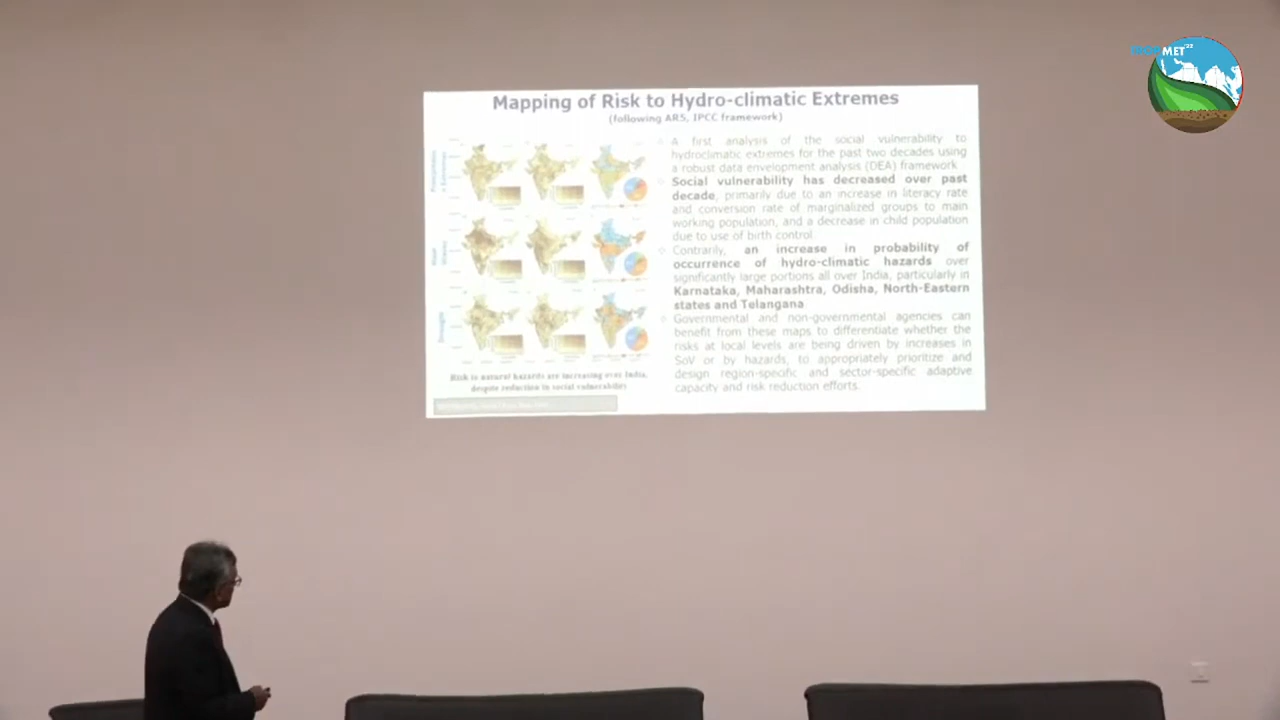 MET'22
Mapping of Risk to Hydro-climatic Extremes
(following AR5, IPCC framework)
A first analysis of the social vulnerability to
hydroclimatic extremes for the past two decades using
a robust data envelopment analysis (DEA) framework
Social vulnerability has decreased over past
decade, primarily due to an increase in literacy rate
and conversion rate of marginalized groups to main
working population, and a decrease in child population
due to use of birth control
Contrarily, an increase in probability of
occurrence of hydro-climatic hazards over
significantly large portions all over India, particularly in
Karnataka, Maharashtra, Odisha, North-Eastern
states and Telangana
Governmental and non-governmental agencies can
benefit from these maps to differentiate whether the
risks at local levels are being driven by increases in
SoV or by hazards, to appropriately prioritize and
design region-specific and sector-specific adaptive
capacity and risk reduction efforts.
Drought
Risk to natural hazards are increasing over India,
despite reduction in social vulnerability